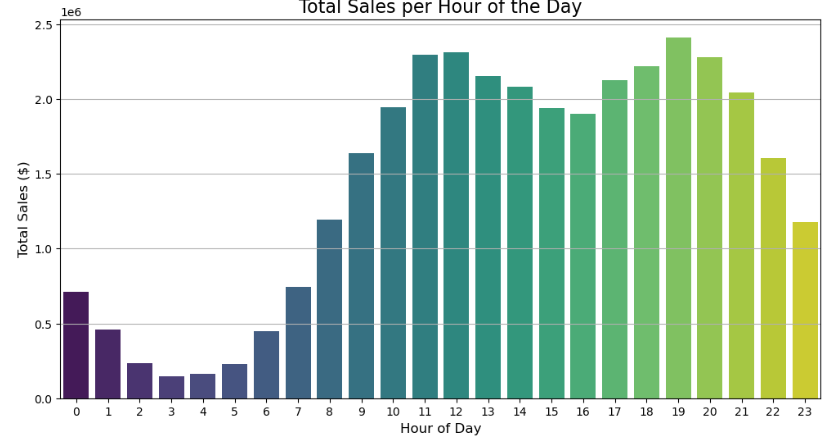 Total Sales per Hour of the Day
1e6
2.5
2.0
1.5
1.0
0.5
0.0
Total Sales ($)
0 1 2 3 4 5 6 7 8 9 10 11 12 13 14 15 16 17 18 19 20 21 22 23
Hour of Day